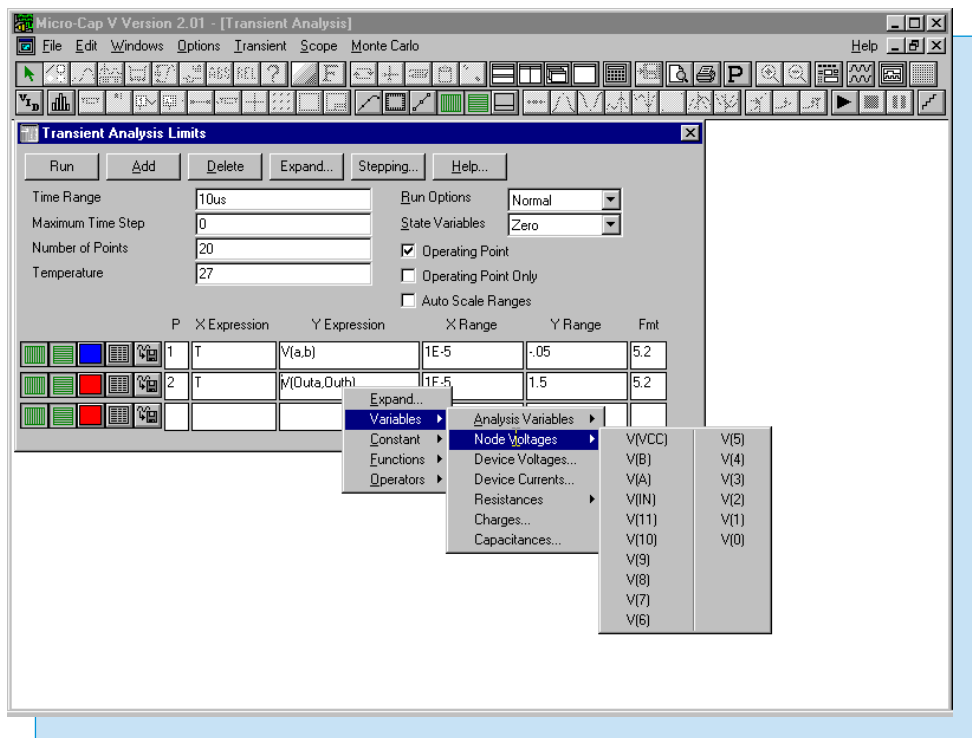 Micro-Cap V Version 2.01 - [Transient Analysis]
File Edit Windows Options Transient Scope Monte Carlo Help
ABS REL ? F P
Transient Analysis Limits
Run Add Delete Expand... Stepping... Help...
Time Range 10us Run Options Normal
Maximum Time Step 0 State Variables Zero
Number of Points 20 Operating Point
Temperature 27 Operating Point Only
Auto Scale Ranges
P X Expression Y Expression X Range Y Range Fmt
1 T V(a,b) 1E-5 -.05 5.2
2 T V(Outa,Outb) 1E-5 1.5 5.2
Expand...
Variables
Constant
Functions
Operators
Analysis Variables
Node Voltages
Device Voltages...
Device Currents...
Resistances
Charges...
Capacitances...
V(VCC) V(5)
V(B) V(4)
V(A) V(3)
V(IN) V(2)
V(11) V(1)
V(10) V(0)
V(9)
V(8)
V(7)
V(6)